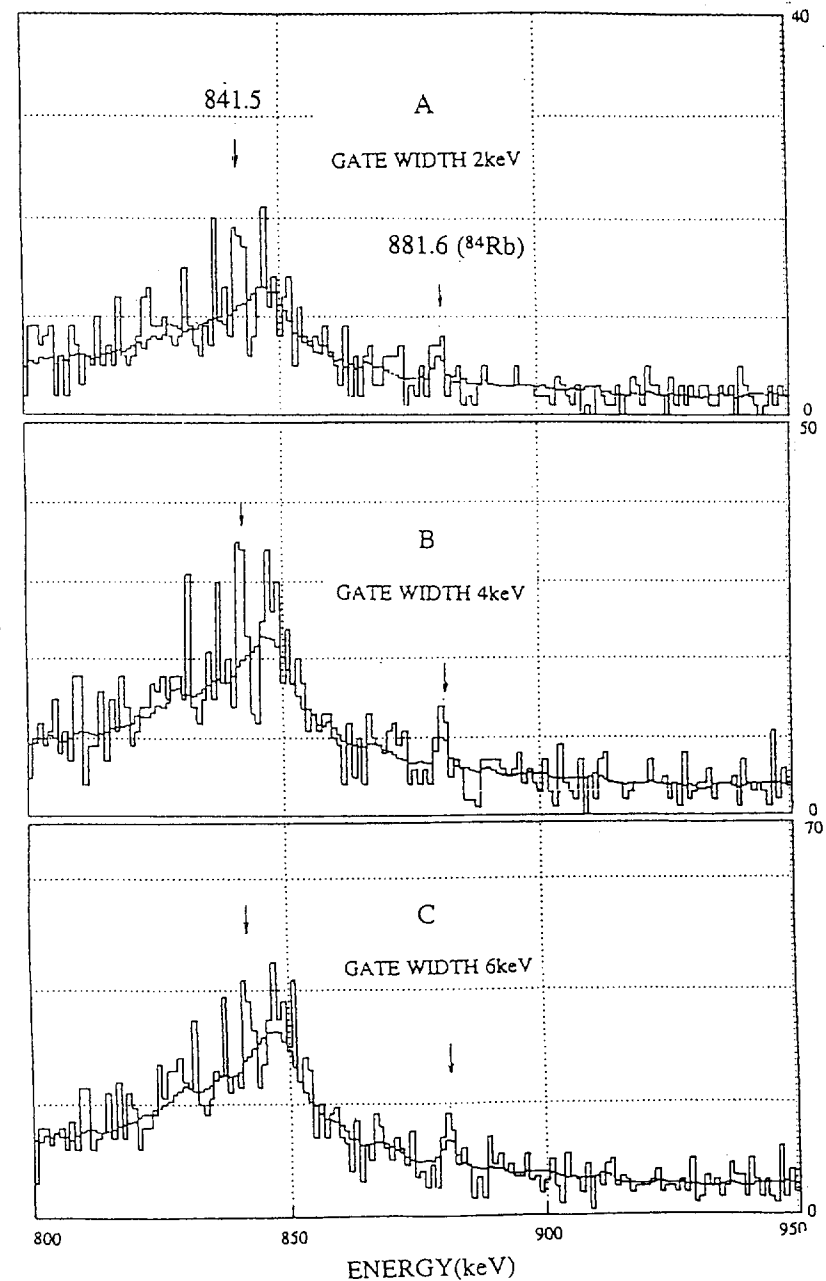 40
841.5
A
GATE WIDTH 2keV
881.6 (⁸⁴Rb)
0
50
B
GATE WIDTH 4keV
0
70
C
GATE WIDTH 6keV
0
800 850 900 950
ENERGY(keV)